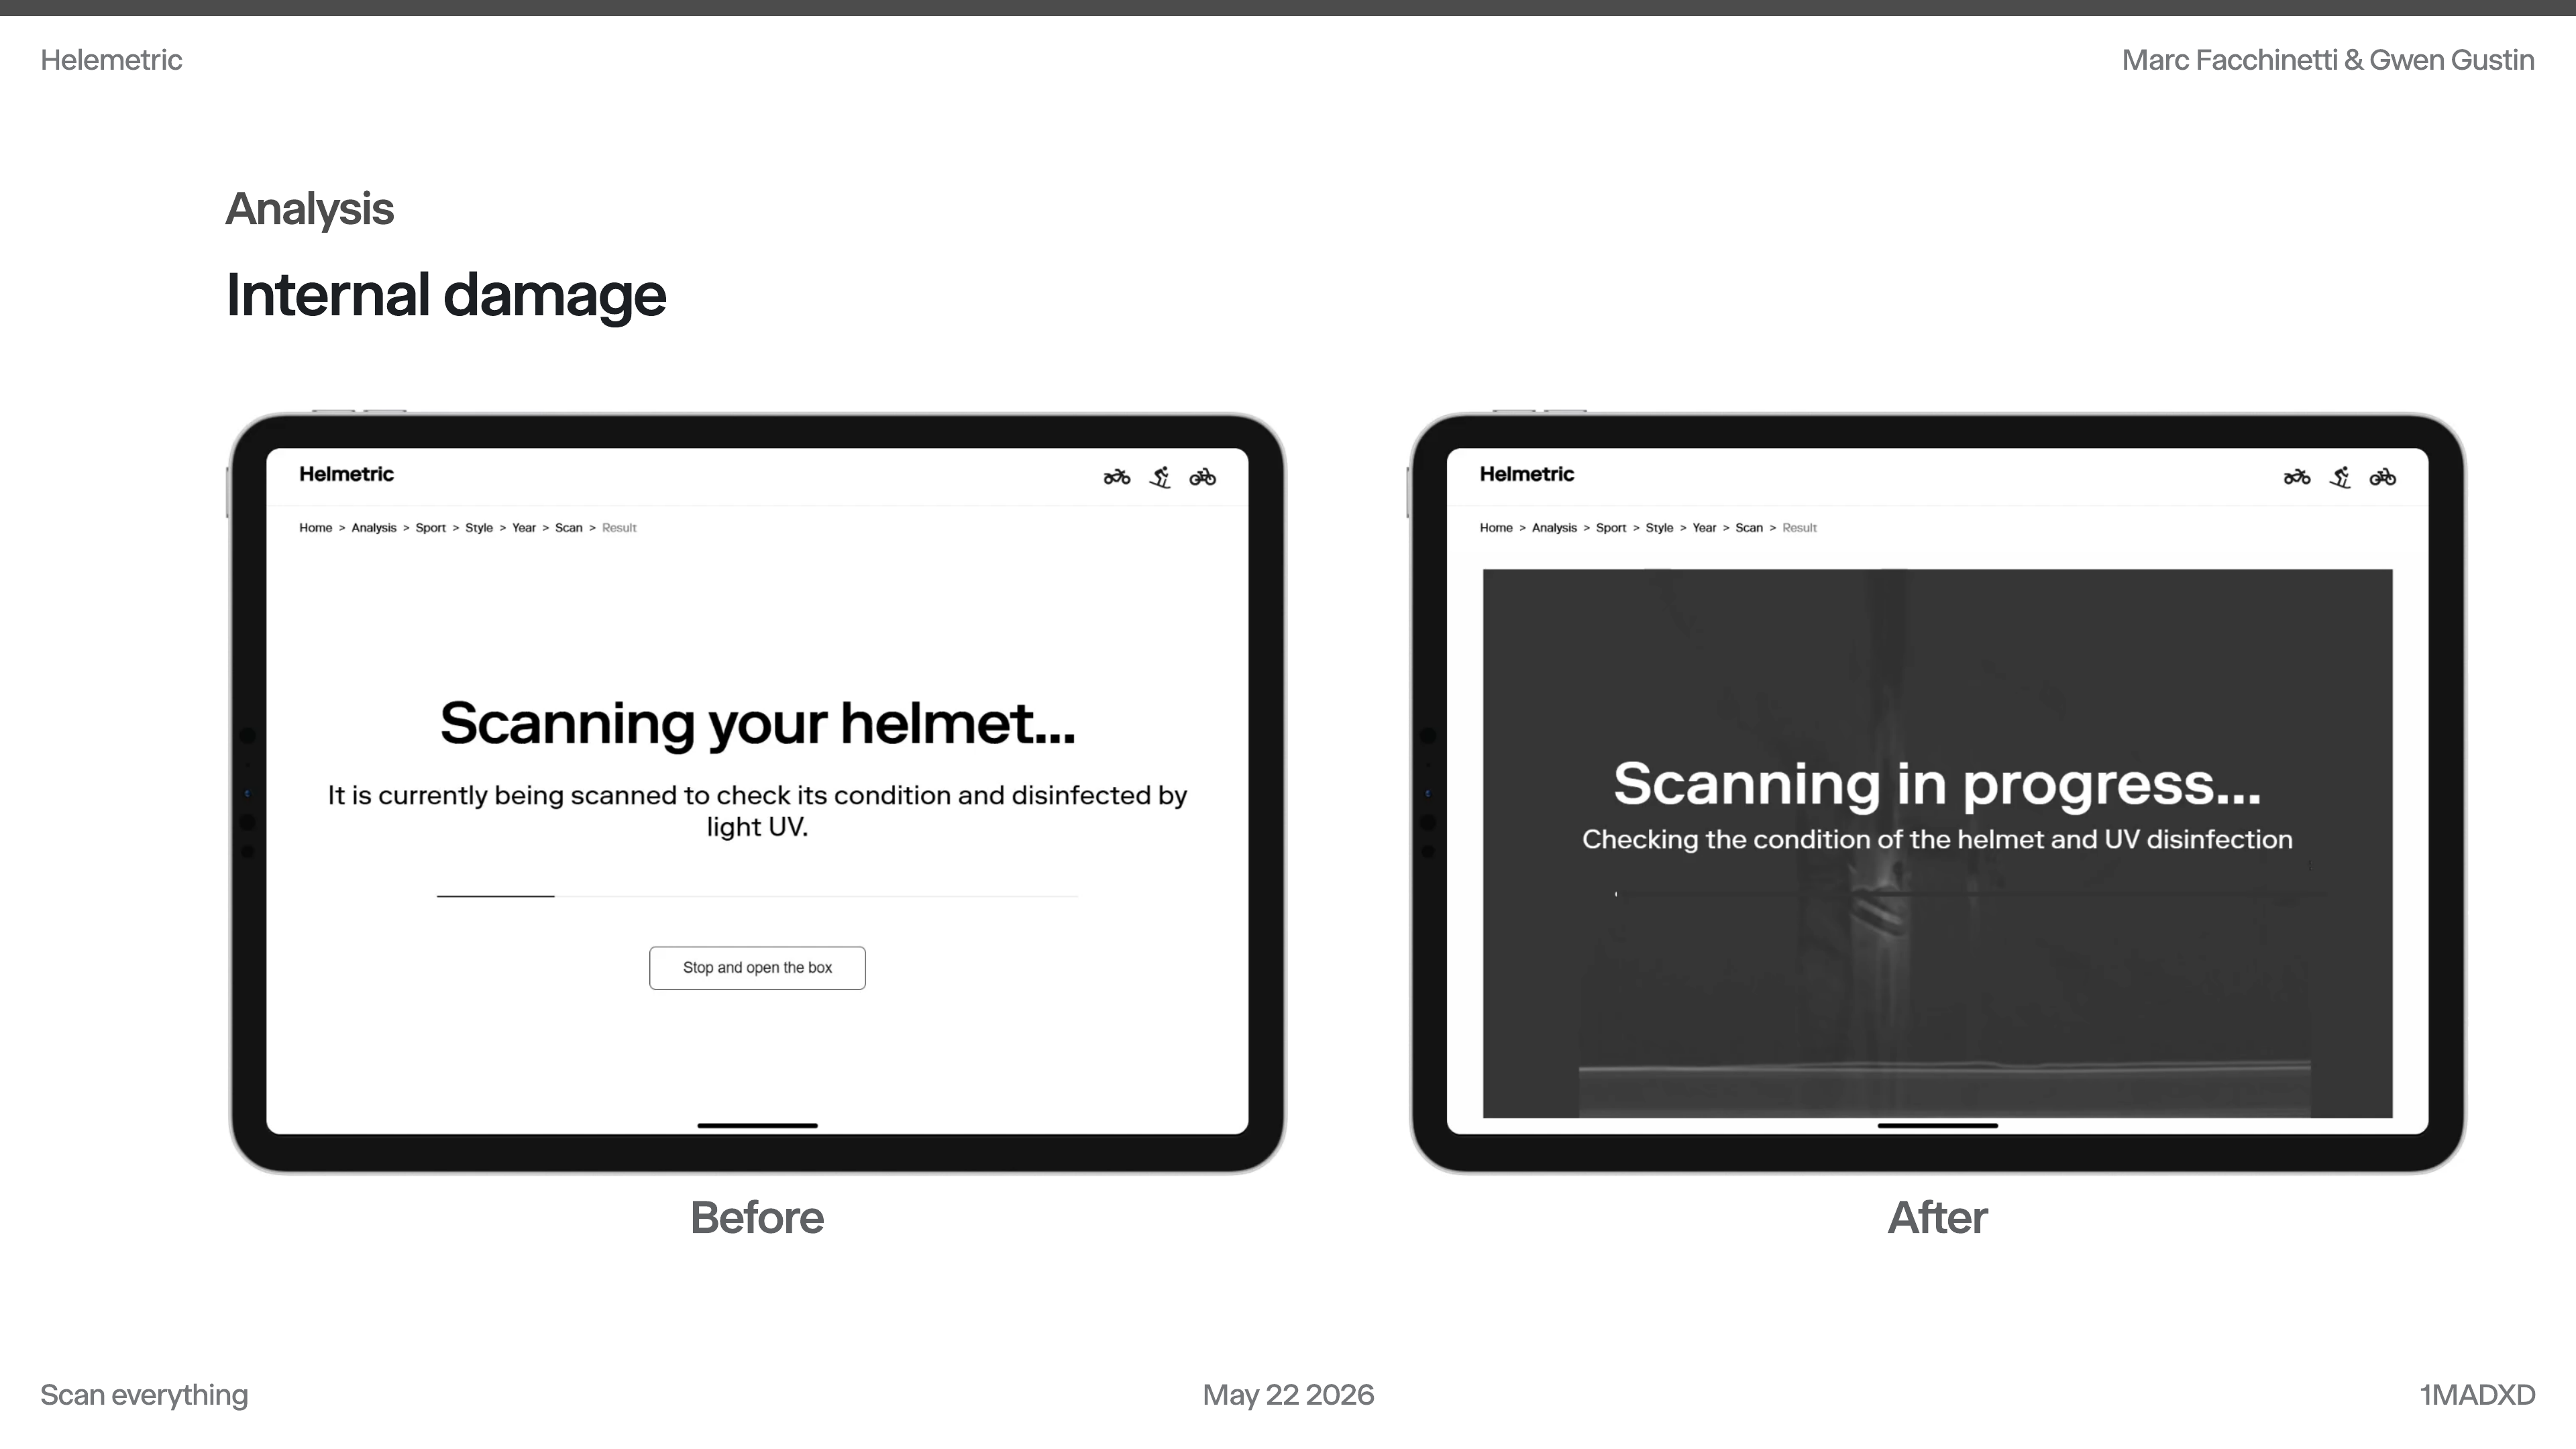 Helemetric
Marc Facchinetti & Gwen Gustin
Analysis
Internal damage
Helmetric
Home > Analysis > Sport > Style > Year > Scan > Result
Scanning your helmet...
It is currently being scanned to check its condition and disinfected by
light UV.
Stop and open the box
Before
Helmetric
Home > Analysis > Sport > Style > Year > Scan > Result
Scanning in progress...
Checking the condition of the helmet and UV disinfection
After
Scan everything
May 22 2026
1MADXD